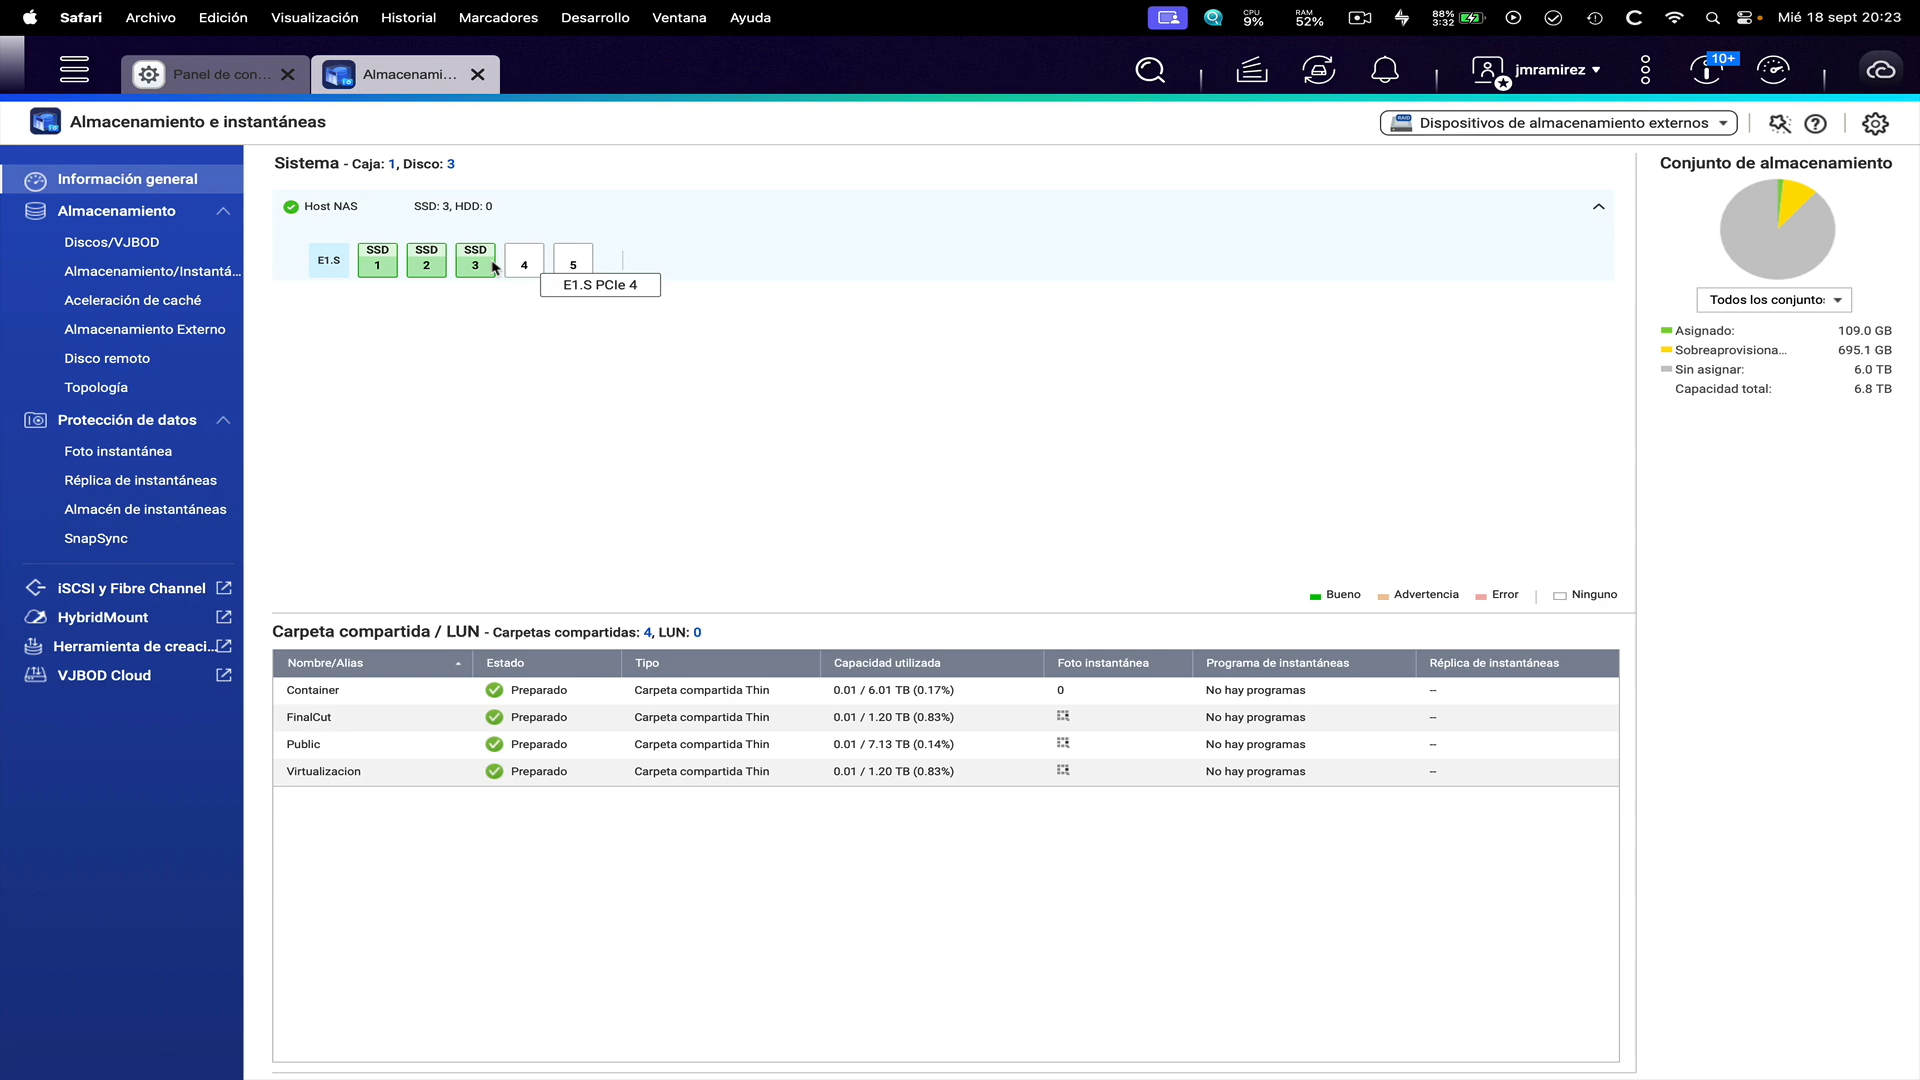 Safari Archivo Edición Visualización Historial Marcadores Desarrollo Ventana Ayuda
CPU 9% RAM 52% 88% 3:32 Mié 18 sept 20:23
Panel de con... Almacenami... jmramirez 10+
Almacenamiento e instantáneas
Dispositivos de almacenamiento externos
Información general
Almacenamiento
Discos/VJBOD
Almacenamiento/Instantá...
Aceleración de caché
Almacenamiento Externo
Disco remoto
Topología
Protección de datos
Foto instantánea
Réplica de instantáneas
Almacén de instantáneas
SnapSync
iSCSI y Fibre Channel
HybridMount
Herramienta de creaci...
VJBOD Cloud
Sistema - Caja: 1, Disco: 3
Host NAS SSD: 3, HDD: 0
E1.S SSD 1 SSD 2 SSD 3 4 5
E1.S PCIe 4
Bueno Advertencia Error Ninguno
Carpeta compartida / LUN - Carpetas compartidas: 4, LUN: 0
Nombre/Alias Estado Tipo Capacidad utilizada Foto instantánea Programa de instantáneas Réplica de instantáneas
Container Preparado Carpeta compartida Thin 0.01 / 6.01 TB (0.17%) 0 No hay programas --
FinalCut Preparado Carpeta compartida Thin 0.01 / 1.20 TB (0.83%) No hay programas --
Public Preparado Carpeta compartida Thin 0.01 / 7.13 TB (0.14%) No hay programas --
Virtualizacion Preparado Carpeta compartida Thin 0.01 / 1.20 TB (0.83%) No hay programas --
Conjunto de almacenamiento
Todos los conjunto:
Asignado: 109.0 GB
Sobreaprovisiona... 695.1 GB
Sin asignar: 6.0 TB
Capacidad total: 6.8 TB